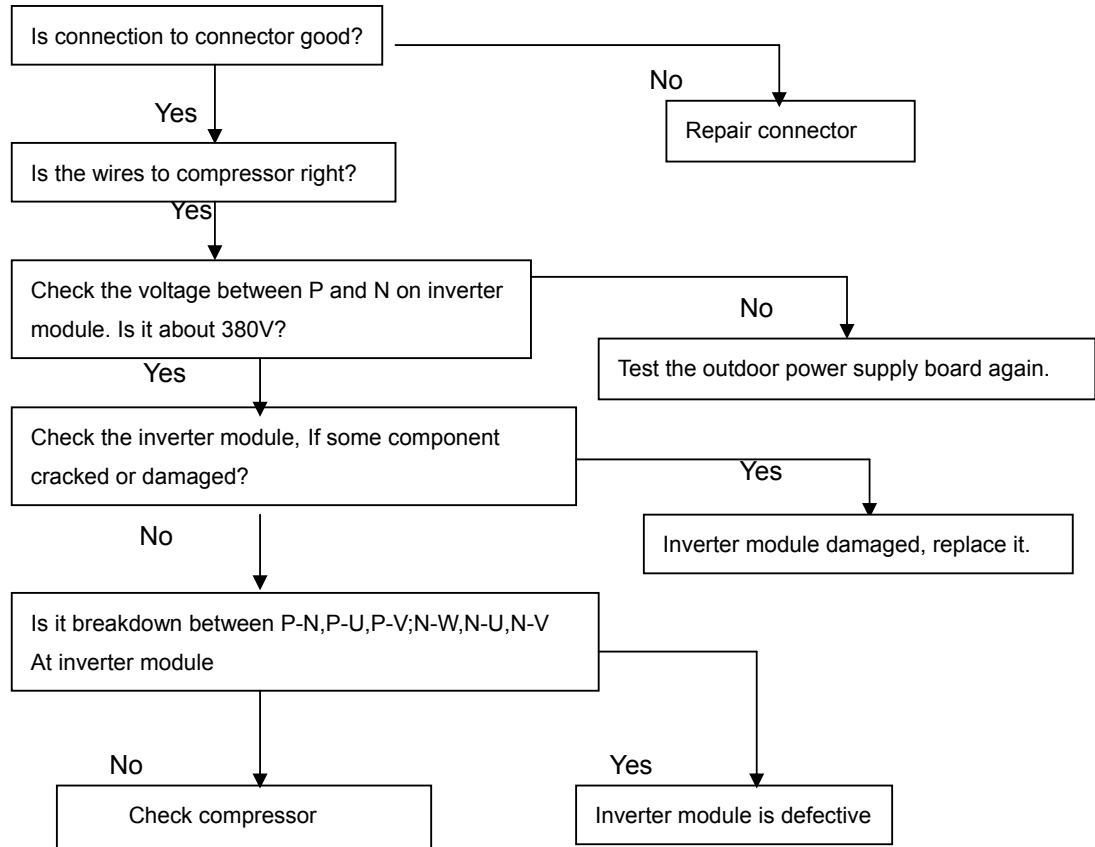 Is connection to connector good?
No
Yes
Repair connector
Is the wires to compressor right?
Yes
Check the voltage between P and N on inverter
module. Is it about 380V?
No
Yes
Test the outdoor power supply board again.
Check the inverter module, If some component
cracked or damaged?
Yes
No
Inverter module damaged, replace it.
Is it breakdown between P-N,P-U,P-V;N-W,N-U,N-V
At inverter module
No
Yes
Check compressor
Inverter module is defective